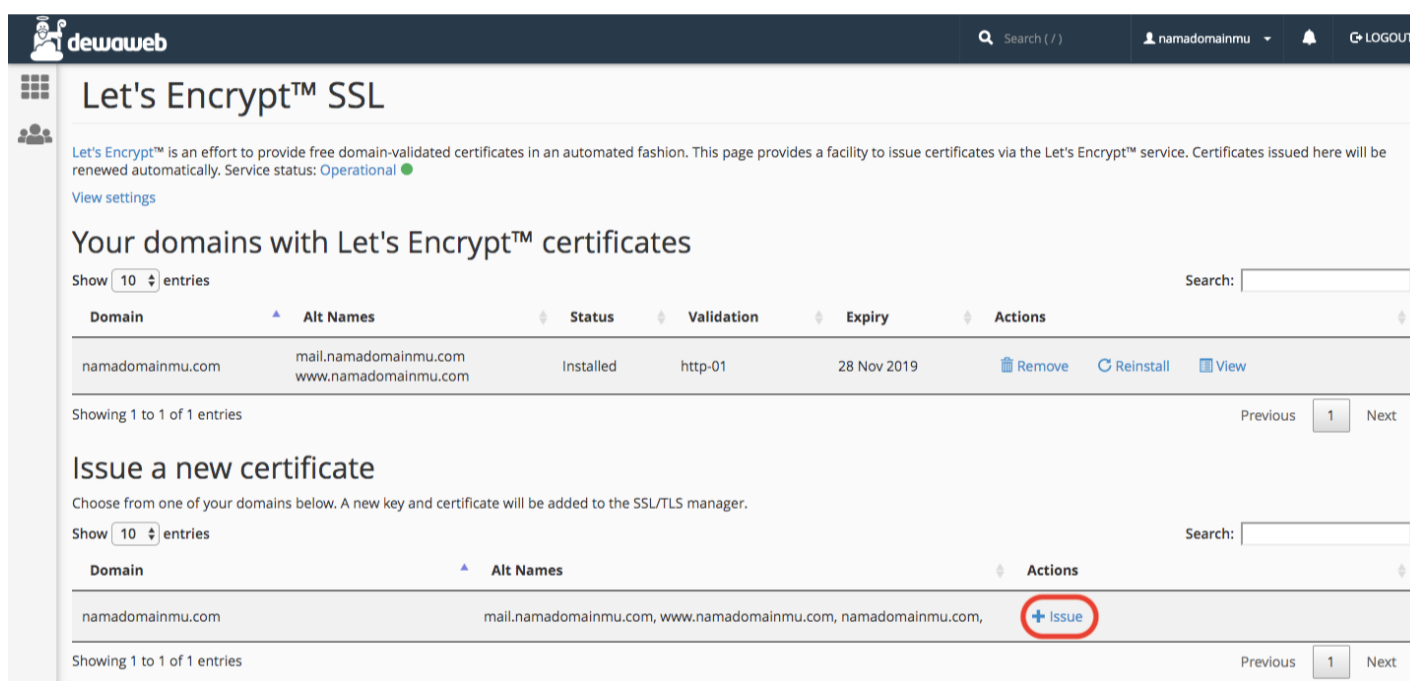 dewaweb
Search ( / )
namadomainmu
LOGOUT
Let's Encrypt™ SSL
Let's Encrypt™ is an effort to provide free domain-validated certificates in an automated fashion. This page provides a facility to issue certificates via the Let's Encrypt™ service. Certificates issued here will be
renewed automatically. Service status: Operational
View settings
Your domains with Let's Encrypt™ certificates
Show 10 entries
Search:
Domain Alt Names Status Validation Expiry Actions
namadomainmu.com mail.namadomainmu.com Installed http-01 28 Nov 2019 Remove Reinstall View
www.namadomainmu.com
Showing 1 to 1 of 1 entries
Previous 1 Next
Issue a new certificate
Choose from one of your domains below. A new key and certificate will be added to the SSL/TLS manager.
Show 10 entries
Search:
Domain Alt Names Actions
namadomainmu.com mail.namadomainmu.com, www.namadomainmu.com, namadomainmu.com, + Issue
Showing 1 to 1 of 1 entries
Previous 1 Next